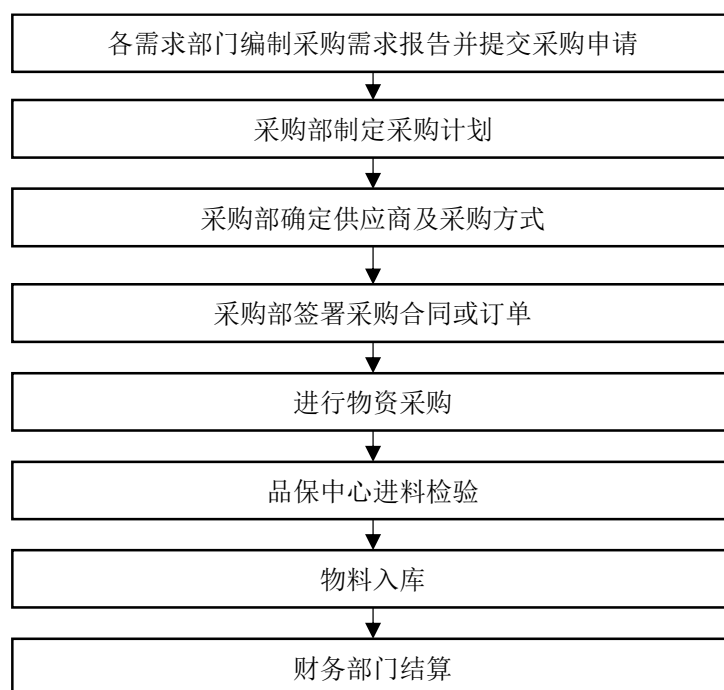 各需求部门编制采购需求报告并提交采购申请
采购部制定采购计划
采购部确定供应商及采购方式
采购部签署采购合同或订单
进行物资采购
品保中心进料检验
物料入库
财务部门结算